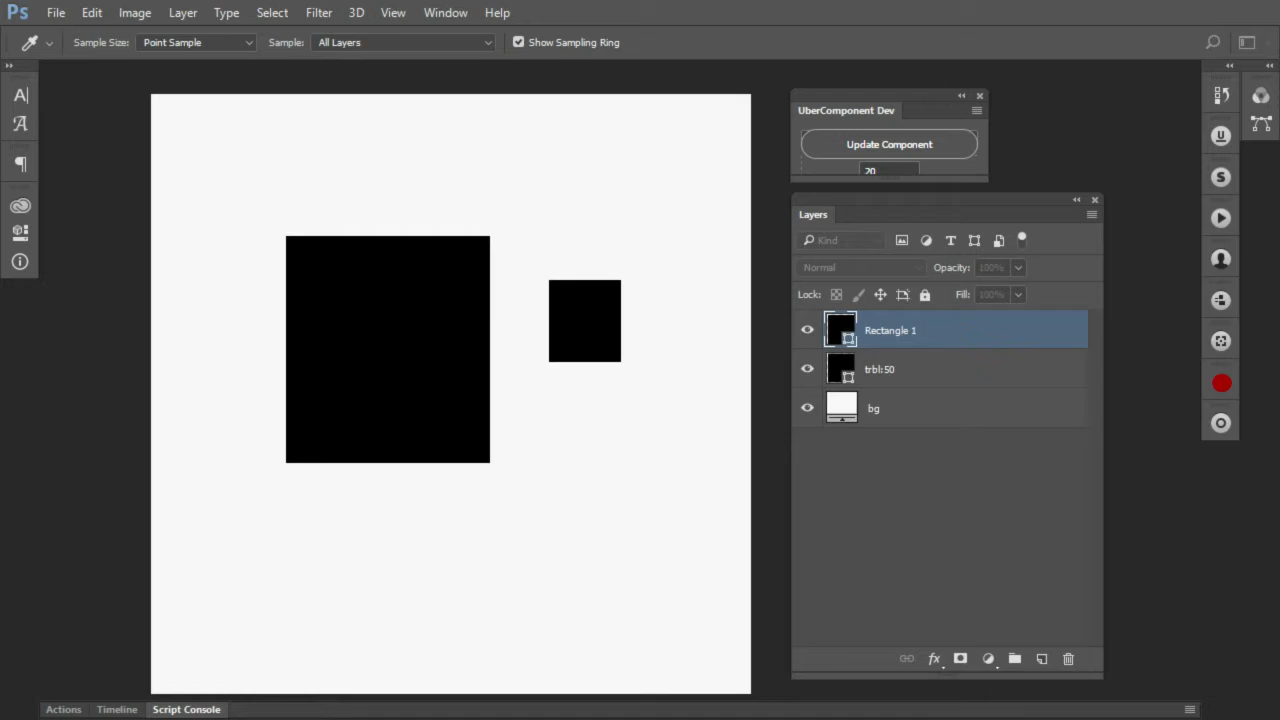 Ps File Edit Image Layer Type Select Filter 3D View Window Help
Sample Size: Point Sample Sample: All Layers Show Sampling Ring
UberComponent Dev
Update Component
20
Layers
Kind
Normal Opacity: 100%
Lock: Fill: 100%
Rectangle 1
trbl:50
bg
fx
Actions Timeline Script Console